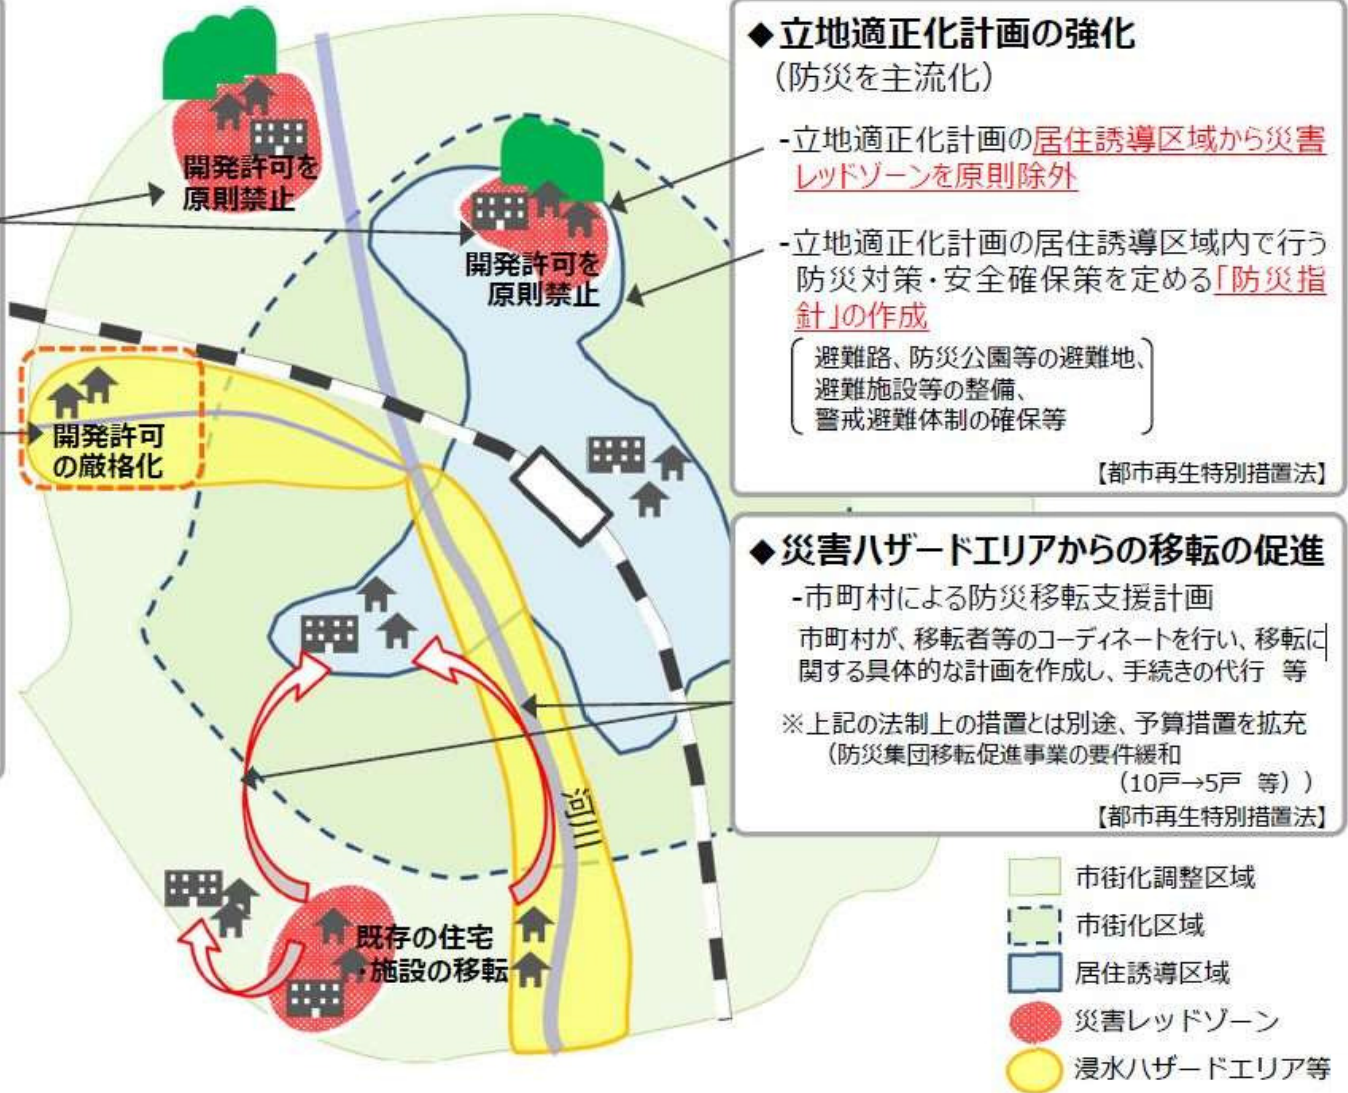 ◆立地適正化計画の強化
（防災を主流化）
-立地適正化計画の居住誘導区域から災害
レッドゾーンを原則除外
-立地適正化計画の居住誘導区域内で行う
防災対策・安全確保策を定める「防災指
針」の作成
避難路、防災公園等の避難地、
避難施設等の整備、
警戒避難体制の確保等
【都市再生特別措置法】
◆災害ハザードエリアからの移転の促進
-市町村による防災移転支援計画
市町村が、移転者等のコーディネートを行い、移転に
関する具体的な計画を作成し、手続きの代行 等
※上記の法制上の措置とは別途、予算措置を拡充
（防災集団移転促進事業の要件緩和
（10戸→5戸 等））
【都市再生特別措置法】
開発許可を
原則禁止
開発許可を
原則禁止
開発許可
の厳格化
河川
既存の住宅
・施設の移転
市街化調整区域
市街化区域
居住誘導区域
災害レッドゾーン
浸水ハザードエリア等